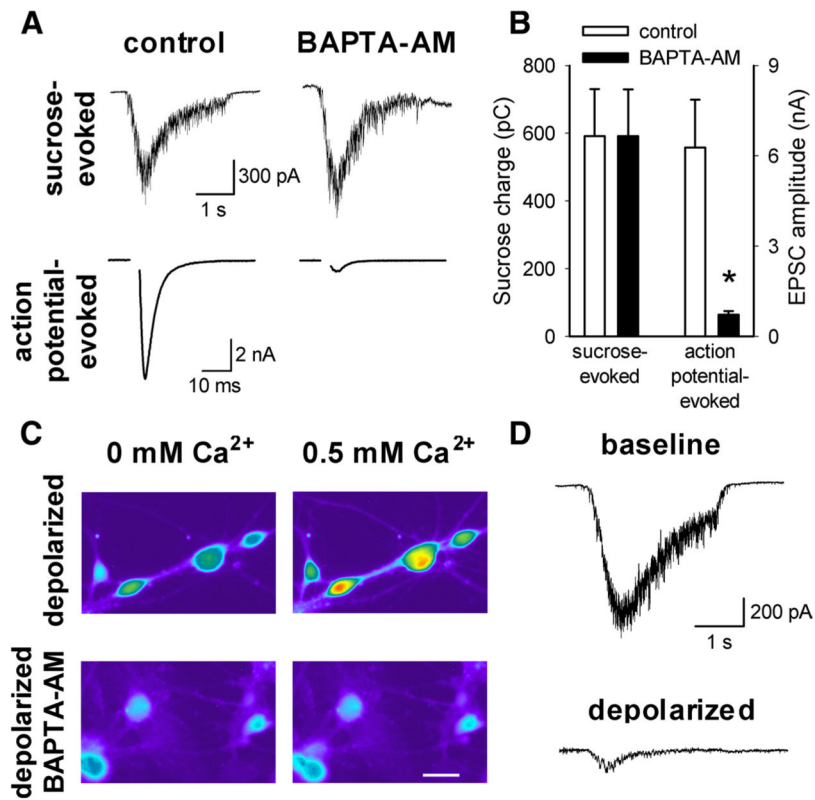 A
control
BAPTA-AM
sucrose-
evoked
300 pA
1 s
action
potential-
evoked
2 nA
10 ms
B
control
BAPTA-AM
Sucrose charge (pC)
800
600
400
200
0
EPSC amplitude (nA)
9
6
3
0
*
sucrose-
evoked
action
potential-
evoked
C
0 mM Ca²⁺
0.5 mM Ca²⁺
depolarized
depolarized
BAPTA-AM
D
baseline
200 pA
1 s
depolarized